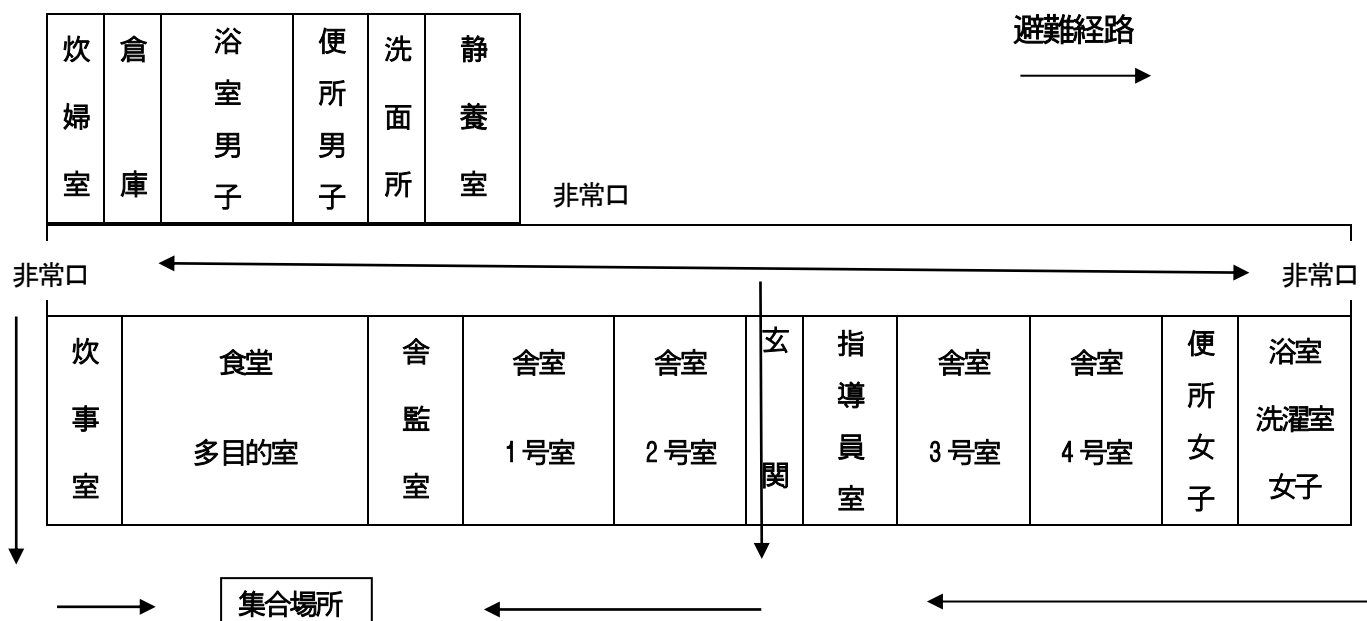 避難経路
炊婦室
倉庫
浴室男子
便所男子
洗面所
静養室
非常口
非常口
非常口
炊事室
食堂
多目的室
舎監室
舎室
1号室
舎室
2号室
玄関
指導員室
舎室
3号室
舎室
4号室
便所女子
浴室
洗濯室
女子
集合場所